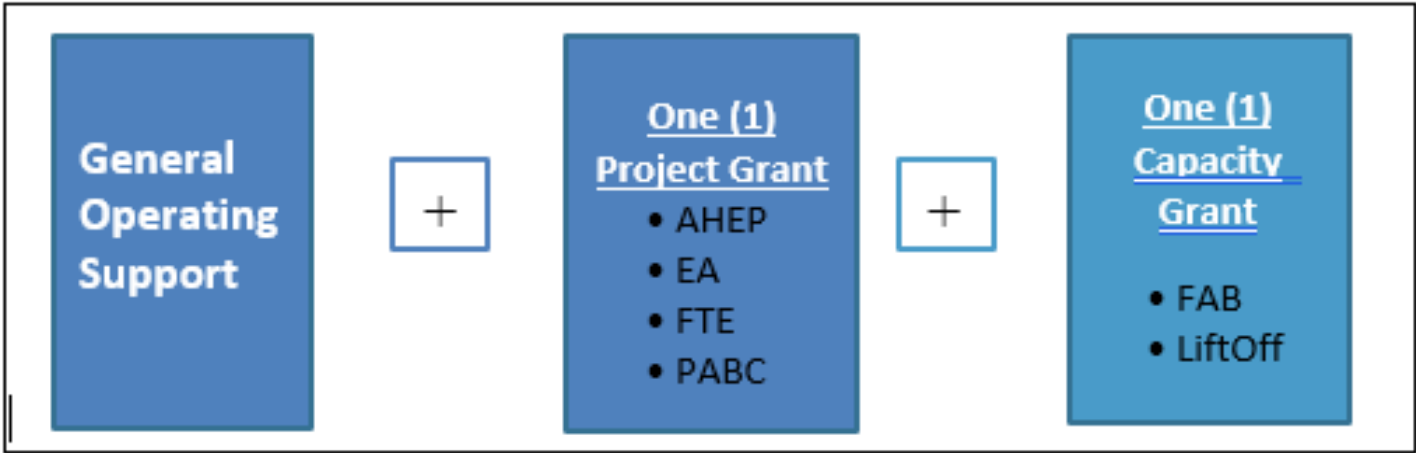 General
Operating
Support
+
One (1)
Project Grant
• AHEP
• EA
• FTE
• PABC
+
One (1)
Capacity
Grant
• FAB
• LiftOff